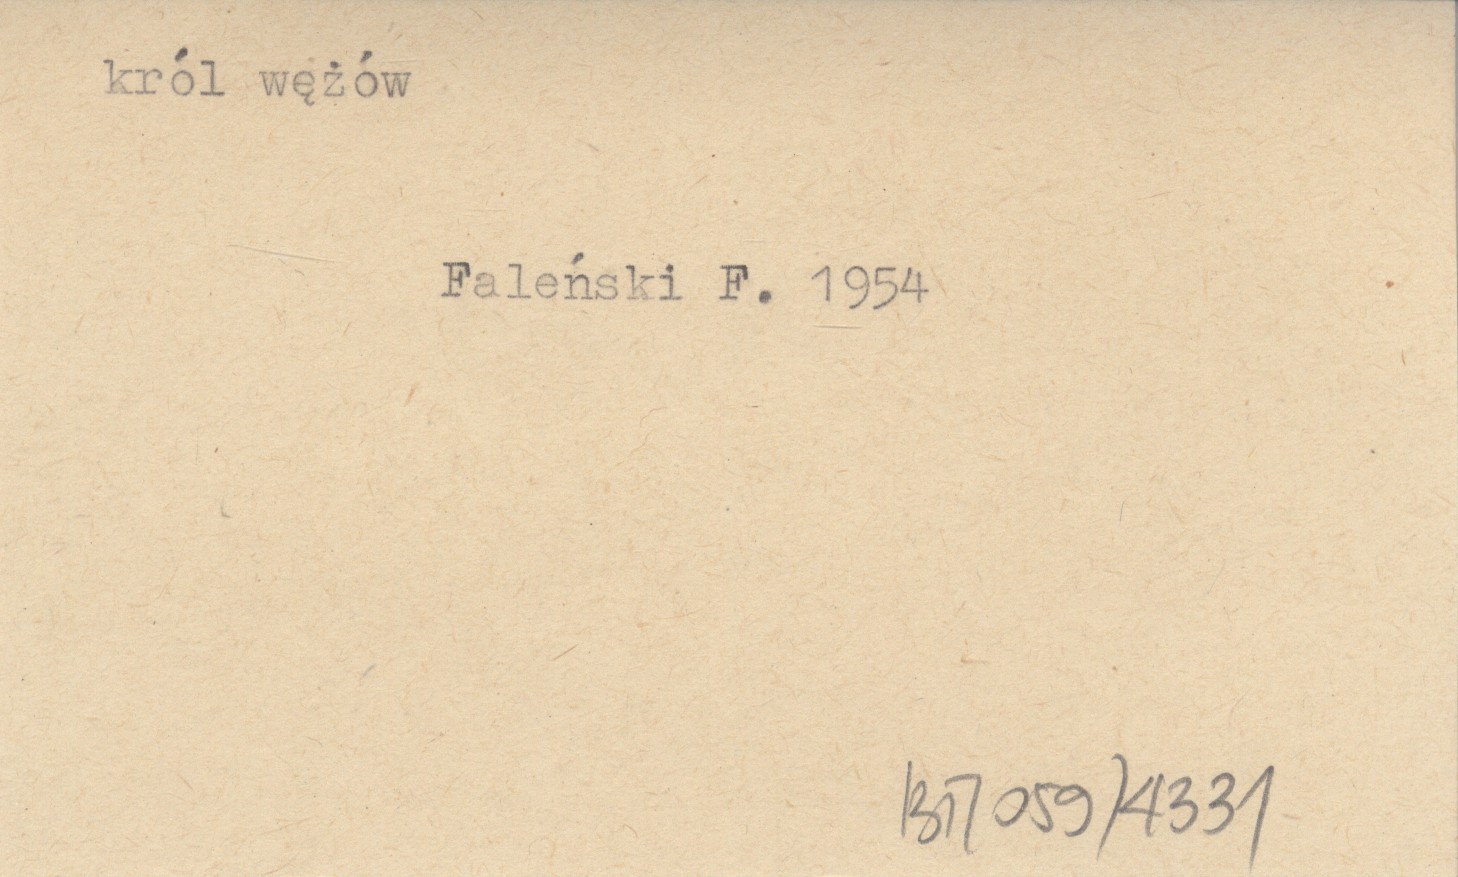 król wężów
Faleński F. 1954
BT/059/4331